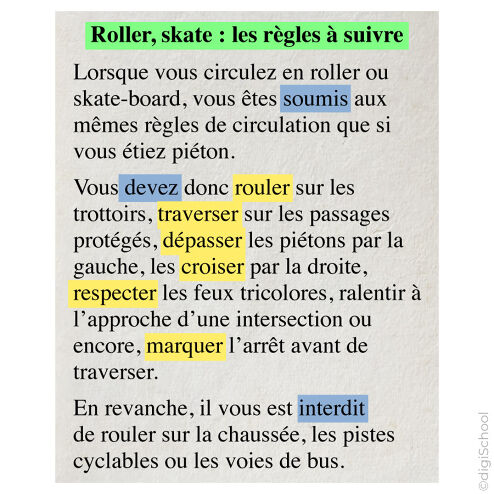 Roller, skate : les règles à suivre
Lorsque vous circulez en roller ou
skate-board, vous êtes soumis aux
mêmes règles de circulation que si
vous étiez piéton.
Vous devez donc rouler sur les
trottoirs, traverser sur les passages
protégés, dépasser les piétons par la
gauche, les croiser par la droite,
respecter les feux tricolores, ralentir à
l’approche d’une intersection ou
encore, marquer l’arrêt avant de
traverser.
En revanche, il vous est interdit
de rouler sur la chaussée, les pistes
cyclables ou les voies de bus.
©digiSchool